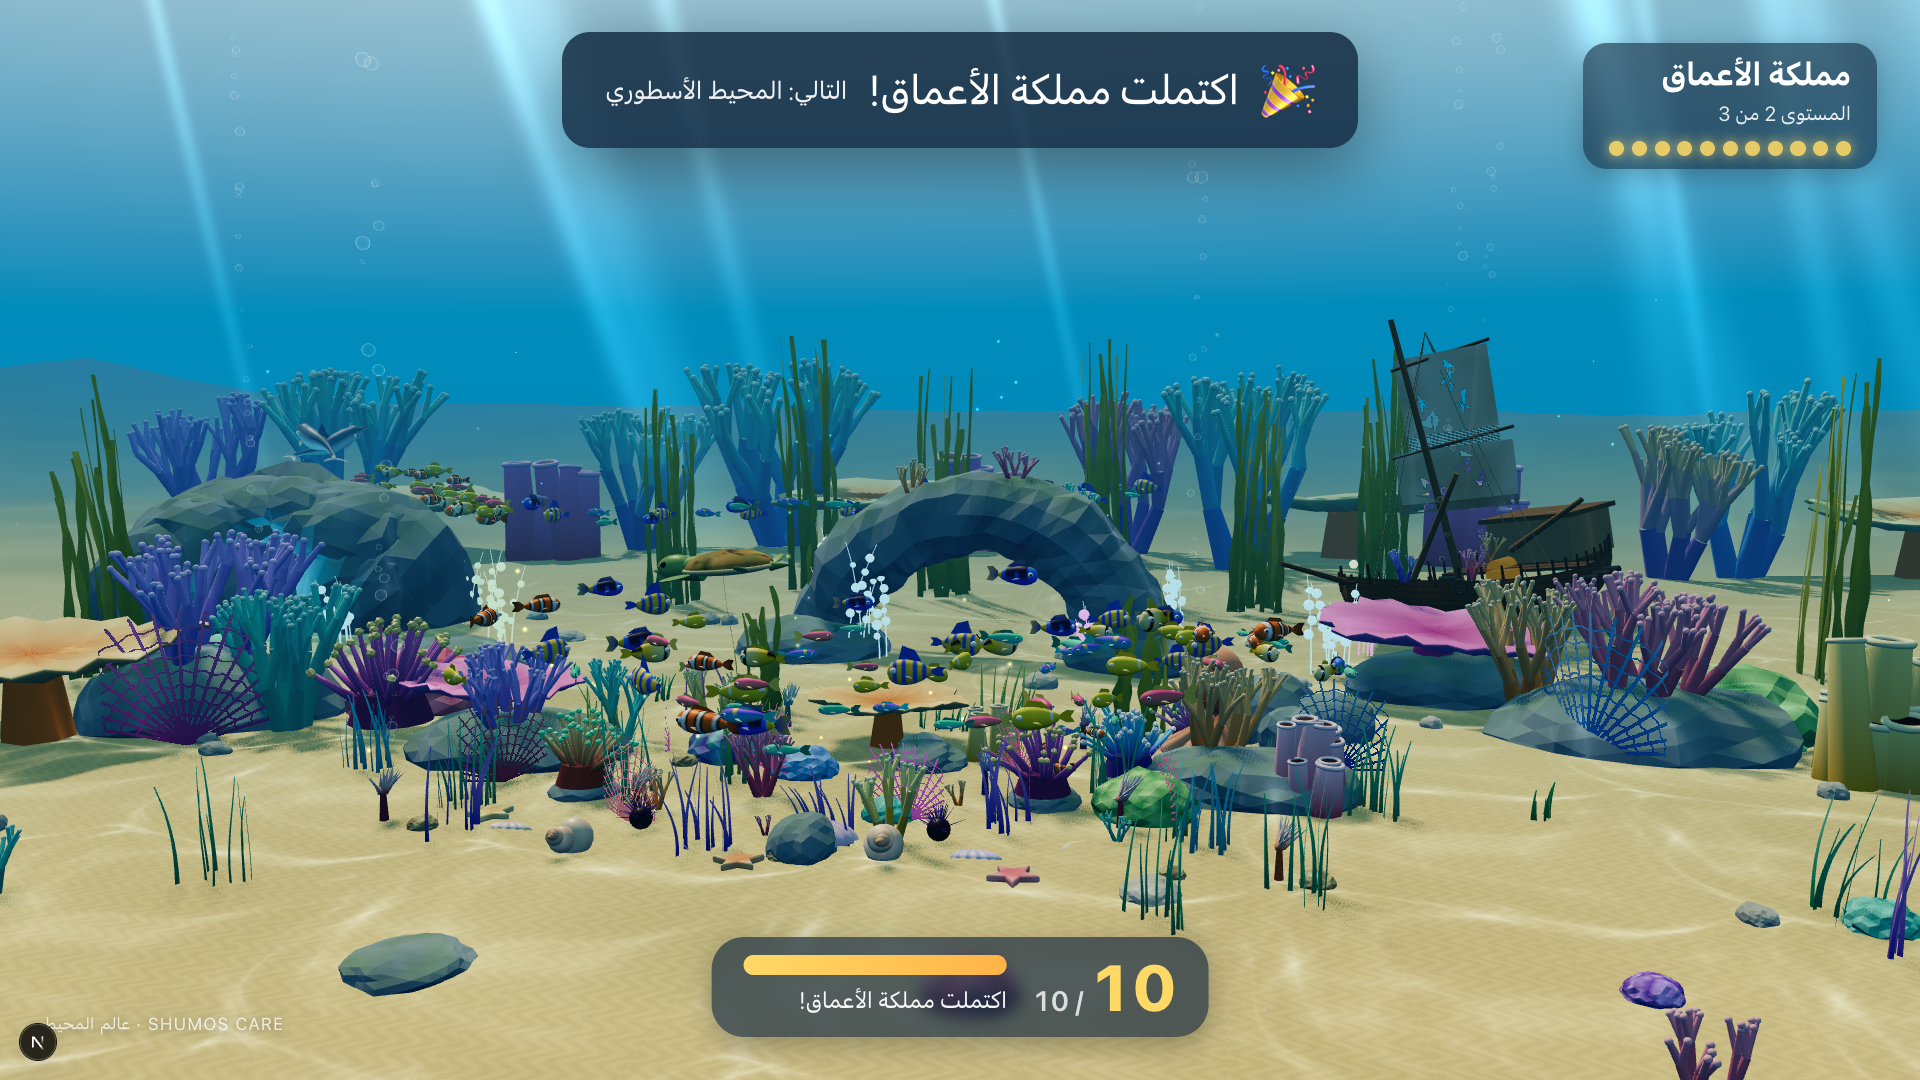 🎉 اكتملت مملكة الأعماق! التالي: المحيط الأسطوري
مملكة الأعماق
المستوى 2 من 3
10 / 10
اكتملت مملكة الأعماق!
SHUMOS CARE · عالم المحيط
N